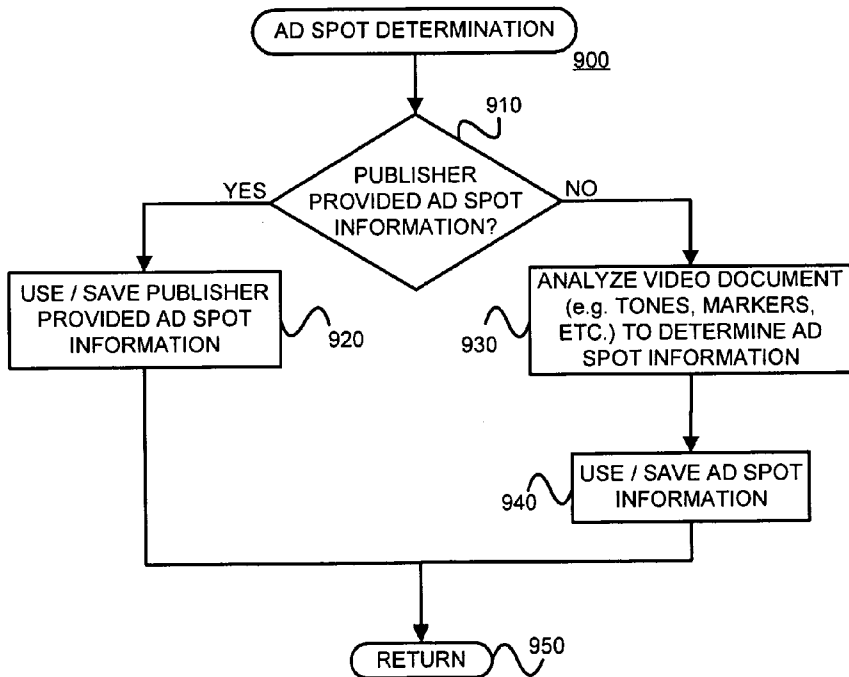 AD SPOT DETERMINATION
900
910
PUBLISHER
PROVIDED AD SPOT
INFORMATION?
YES
NO
USE / SAVE PUBLISHER
PROVIDED AD SPOT
INFORMATION
920
ANALYZE VIDEO DOCUMENT
(e.g. TONES, MARKERS,
ETC.) TO DETERMINE AD
SPOT INFORMATION
930
USE / SAVE AD SPOT
INFORMATION
940
RETURN
950